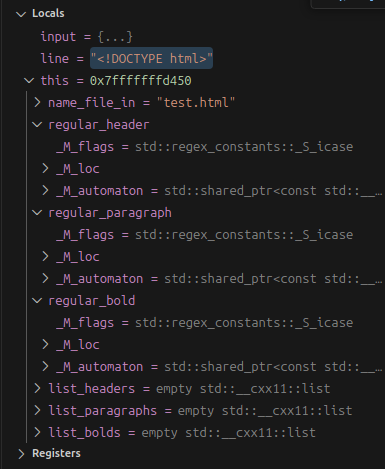 Locals
input = {...}
line = "<!DOCTYPE html>"
this = 0x7fffffffd450
name_file_in = "test.html"
regular_header
_M_flags = std::regex_constants::_S_icase
_M_loc
_M_automaton = std::shared_ptr<const std::__…
regular_paragraph
_M_flags = std::regex_constants::_S_icase
_M_loc
_M_automaton = std::shared_ptr<const std::__…
regular_bold
_M_flags = std::regex_constants::_S_icase
_M_loc
_M_automaton = std::shared_ptr<const std::__…
list_headers = empty std::__cxx11::list
list_paragraphs = empty std::__cxx11::list
list_bolds = empty std::__cxx11::list
Registers